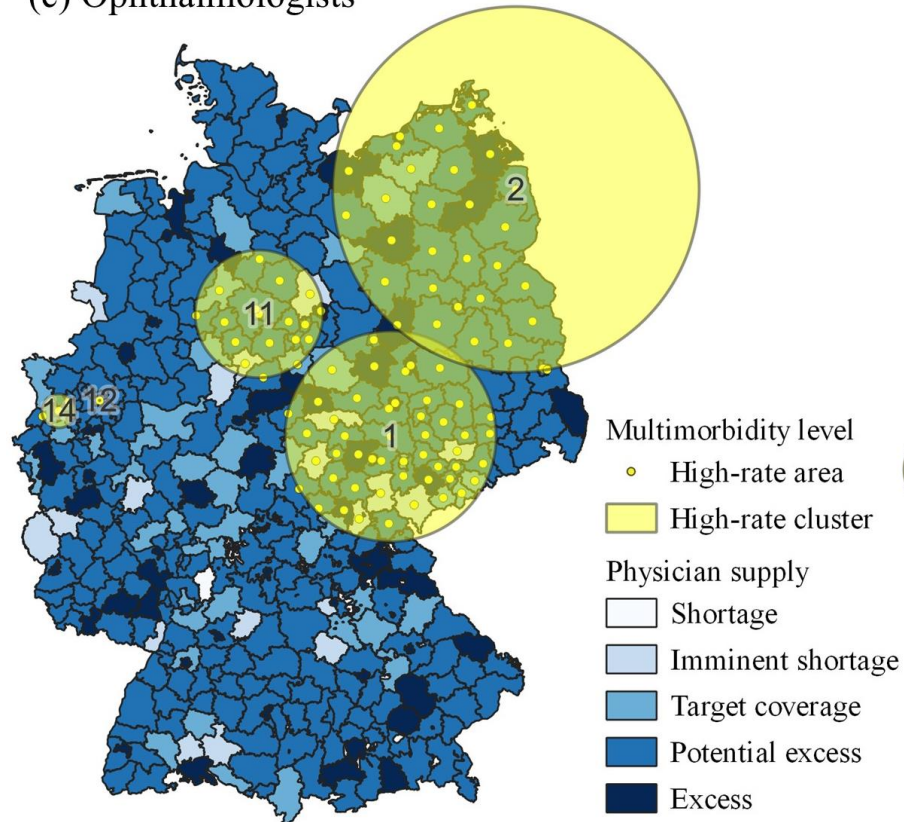 (c) Ophthalmologists
2
11
14
12
1
Multimorbidity level
High-rate area
High-rate cluster
Physician supply
Shortage
Imminent shortage
Target coverage
Potential excess
Excess